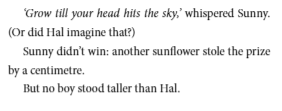 ‘Grow till your head hits the sky,’ whispered Sunny.
(Or did Hal imagine that?)
Sunny didn’t win: another sunflower stole the prize
by a centimetre.
But no boy stood taller than Hal.